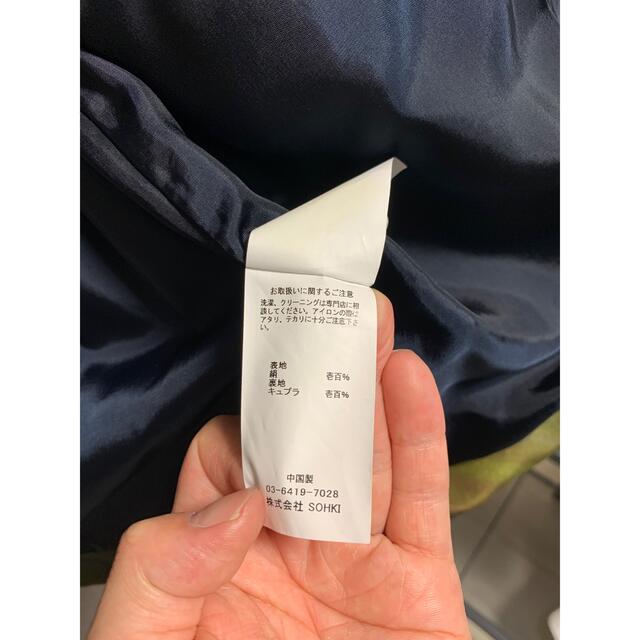 お取扱いに関するご注意
洗濯、クリーニングは専門店に相
談してください。アイロンの際は
アタリ、テカリに十分ご注意下さ
い。
表地
絹 壱百%
裏地
キュプラ 壱百%
中国製
03-6419-7028
株式会社 SOHKI